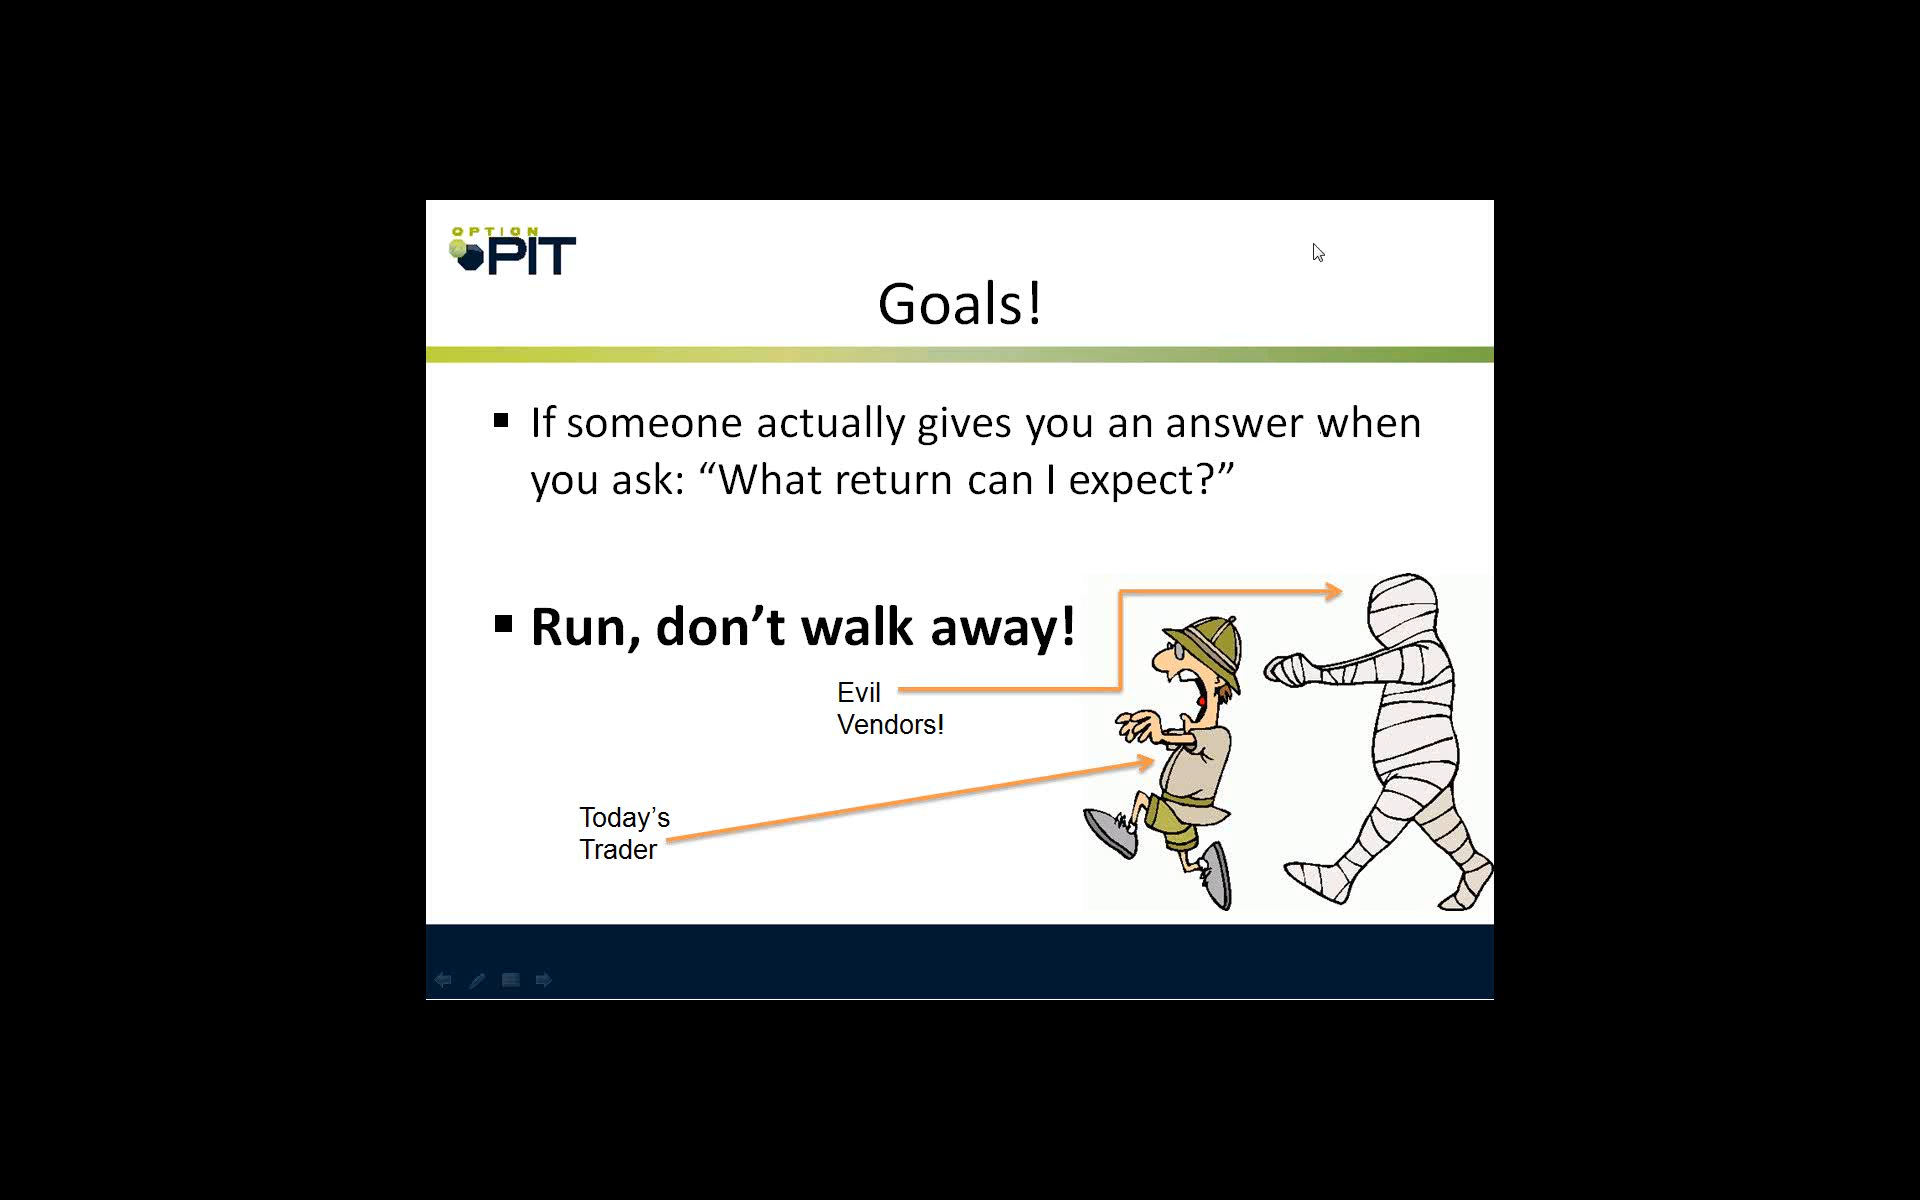 OPTION
PIT
Goals!
▪ If someone actually gives you an answer when
you ask: “What return can I expect?”
▪ Run, don’t walk away!
Evil
Vendors!
Today’s
Trader